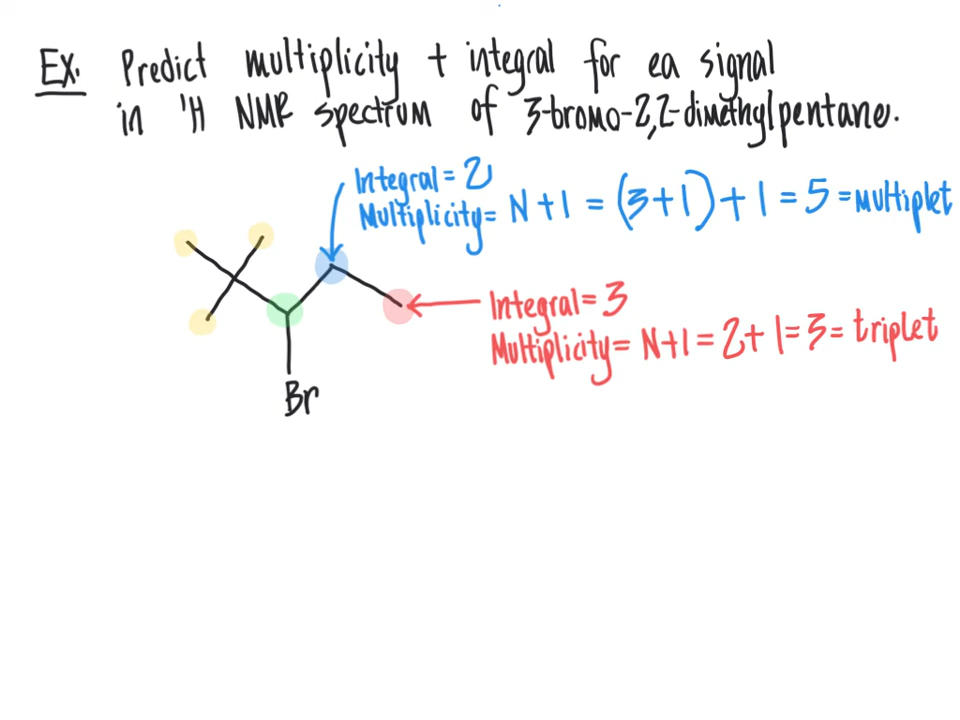 Ex. Predict multiplicity + integral for ea signal
in ¹H NMR spectrum of 3-bromo-2,2-dimethylpentane.
Integral = 2
Multiplicity = N+1 = (3+1)+1 = 5 = multiplet
Integral = 3
Multiplicity = N+1 = 2+1 = 3 = triplet
Br